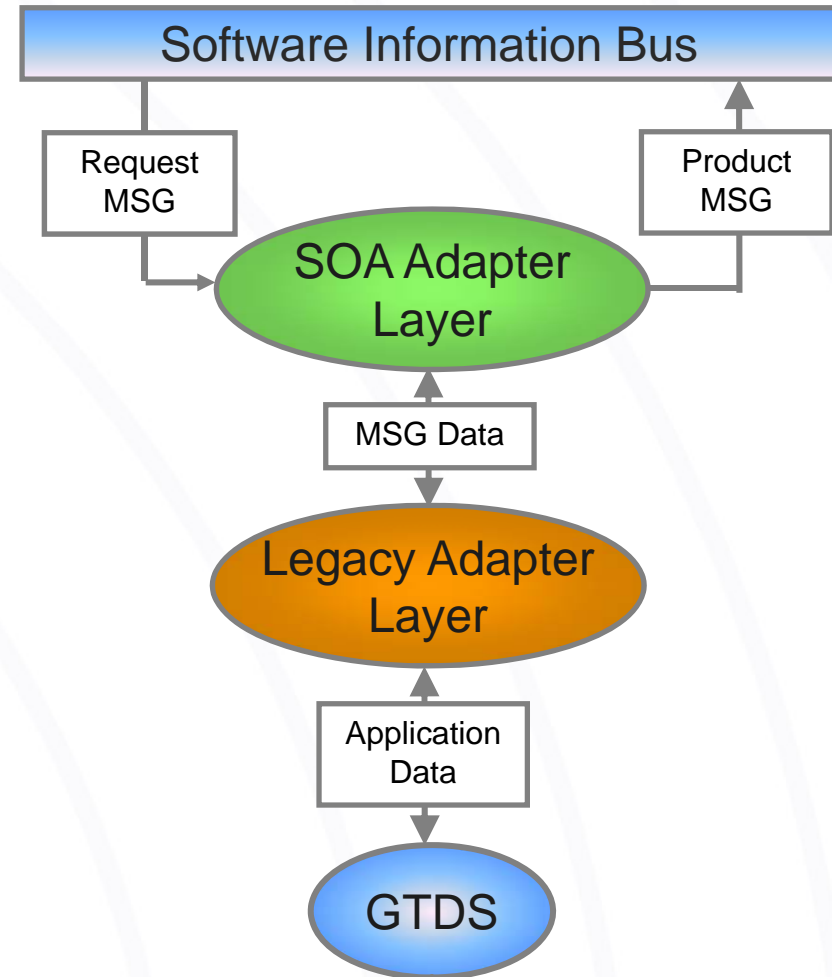 Software Information Bus
Request
MSG
Product
MSG
SOA Adapter
Layer
MSG Data
Legacy Adapter
Layer
Application
Data
GTDS